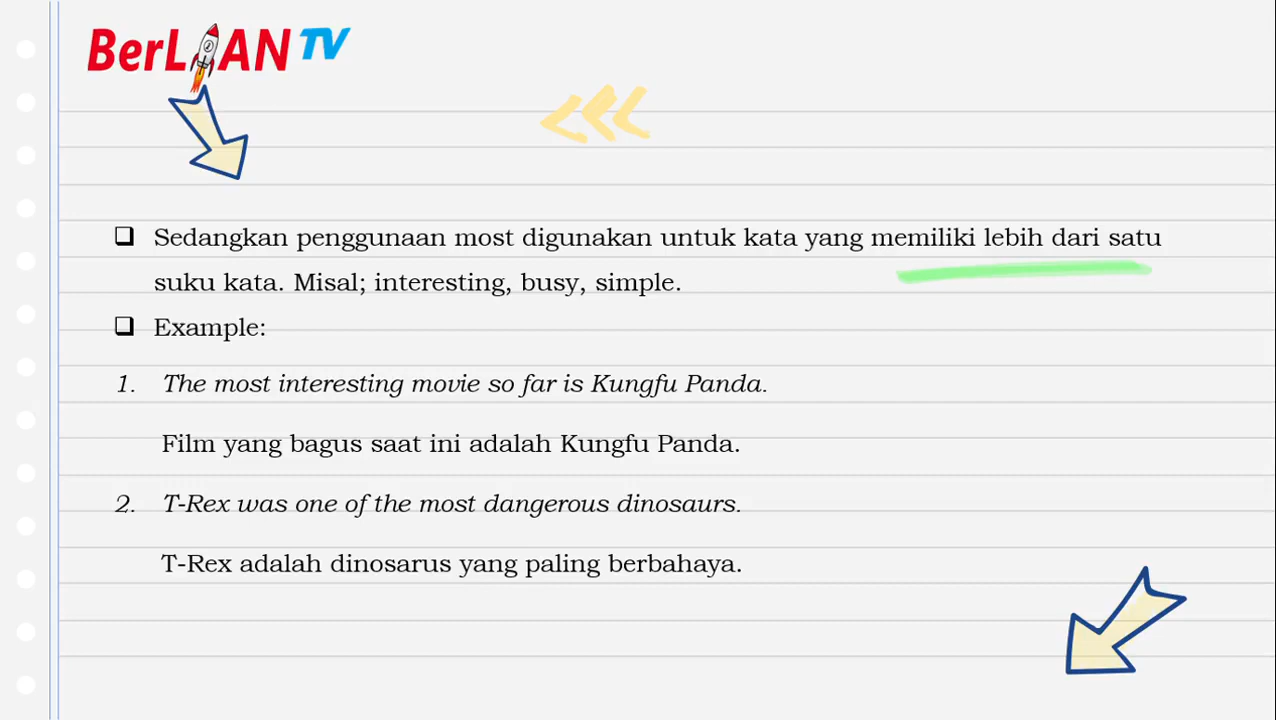 BerLIAN TV
❑ Sedangkan penggunaan most digunakan untuk kata yang memiliki lebih dari satu
suku kata. Misal; interesting, busy, simple.
❑ Example:
1. The most interesting movie so far is Kungfu Panda.
Film yang bagus saat ini adalah Kungfu Panda.
2. T-Rex was one of the most dangerous dinosaurs.
T-Rex adalah dinosarus yang paling berbahaya.